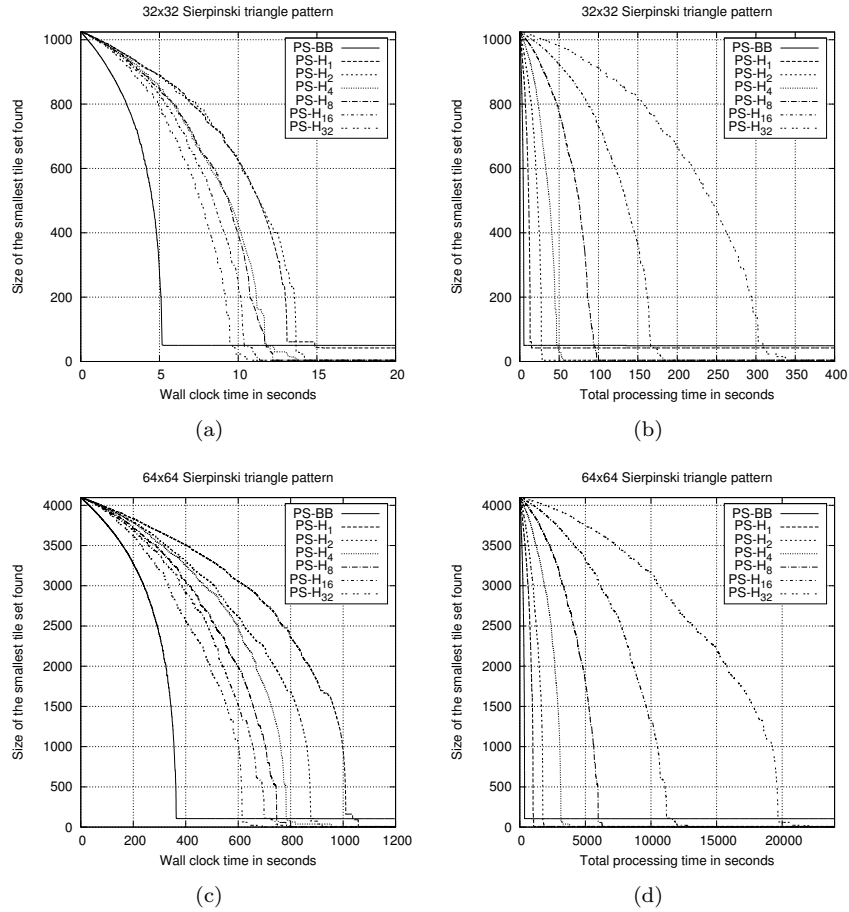 32x32 Sierpinski triangle pattern
Size of the smallest tile set found
1000
800
600
400
200
0
PS-BB
PS-H1
PS-H2
PS-H4
PS-H8
PS-H16
PS-H32
0 5 10 15 20
Wall clock time in seconds
(a)
32x32 Sierpinski triangle pattern
Size of the smallest tile set found
1000
800
600
400
200
0
PS-BB
PS-H1
PS-H2
PS-H4
PS-H8
PS-H16
PS-H32
0 50 100 150 200 250 300 350 400
Total processing time in seconds
(b)
64x64 Sierpinski triangle pattern
Size of the smallest tile set found
4000
3500
3000
2500
2000
1500
1000
500
0
PS-BB
PS-H1
PS-H2
PS-H4
PS-H8
PS-H16
PS-H32
0 200 400 600 800 1000 1200
Wall clock time in seconds
(c)
64x64 Sierpinski triangle pattern
Size of the smallest tile set found
4000
3500
3000
2500
2000
1500
1000
500
0
PS-BB
PS-H1
PS-H2
PS-H4
PS-H8
PS-H16
PS-H32
0 5000 10000 15000 20000
Total processing time in seconds
(d)